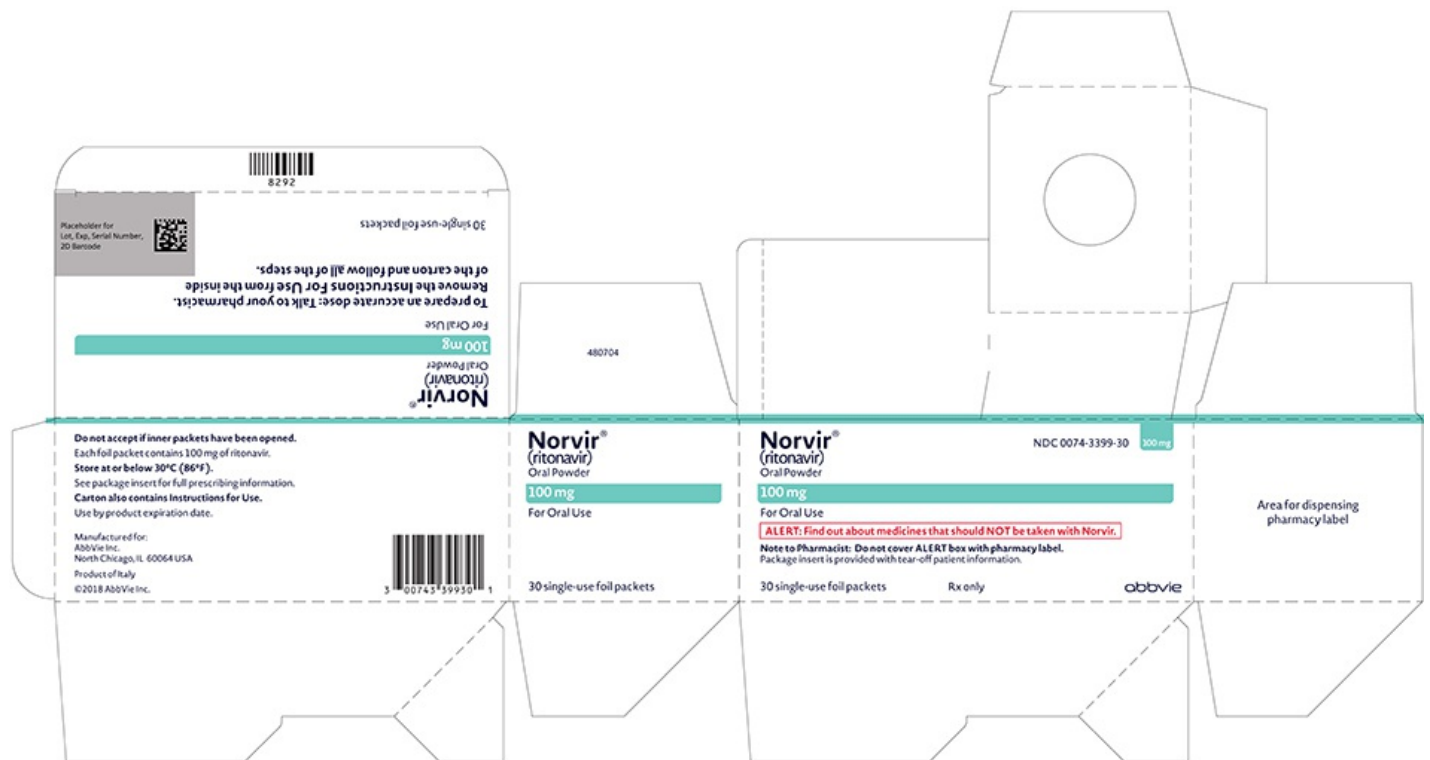 8292
Placeholder for
Lot, Exp, Serial Number,
2D Barcode
Norvir®
(ritonavir)
Oral Powder
100 mg
For Oral Use
To prepare an accurate dose: Talk to your pharmacist.
Remove the Instructions For Use from the inside
of the carton and follow all of the steps.
30 single-use foil packets
Do not accept if inner packets have been opened.
Each foil packet contains 100 mg of ritonavir.
Store at or below 30°C (86°F).
See package insert for full prescribing information.
Carton also contains Instructions for Use.
Use by product expiration date.
Manufactured for:
AbbVie Inc.
North Chicago, IL 60064 USA
Product of Italy
©2018 AbbVie Inc.
3 00743 39930 1
480704
Norvir®
(ritonavir)
Oral Powder
100 mg
For Oral Use
30 single-use foil packets
Norvir®
(ritonavir)
Oral Powder
NDC 0074-3399-30
100 mg
100 mg
For Oral Use
ALERT: Find out about medicines that should NOT be taken with Norvir.
Note to Pharmacist: Do not cover ALERT box with pharmacy label.
Package insert is provided with tear-off patient information.
30 single-use foil packets Rx only abbvie
Area for dispensing
pharmacy label